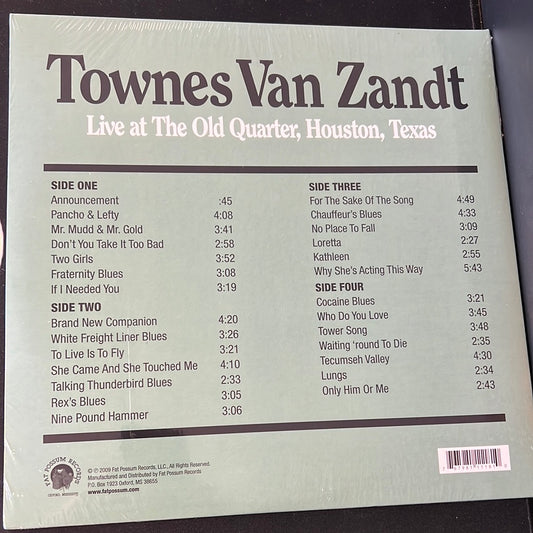 Townes Van Zandt
Live at The Old Quarter, Houston, Texas
SIDE ONE
Announcement :45
Pancho & Lefty 4:08
Mr. Mudd & Mr. Gold 3:41
Don't You Take It Too Bad 2:58
Two Girls 3:52
Fraternity Blues 3:08
If I Needed You 3:19
SIDE TWO
Brand New Companion 4:20
White Freight Liner Blues 3:26
To Live Is To Fly 3:21
She Came And She Touched Me 4:10
Talking Thunderbird Blues 2:33
Rex's Blues 3:05
Nine Pound Hammer 3:06
SIDE THREE
For The Sake Of The Song 4:49
Chauffeur's Blues 4:33
No Place To Fall 3:09
Loretta 2:27
Kathleen 2:55
Why She's Acting This Way 5:43
SIDE FOUR
Cocaine Blues 3:21
Who Do You Love 3:45
Tower Song 3:48
Waiting 'round To Die 2:35
Tecumseh Valley 4:30
Lungs 2:34
Only Him Or Me 2:43
FAT POSSUM RECORDS
© ℗ 2009 Fat Possum Records, LLC., All Rights Reserved.
Manufactured and Distributed by Fat Possum Records
P.O. Box 1923 Oxford, MS 38655
www.fatpossum.com